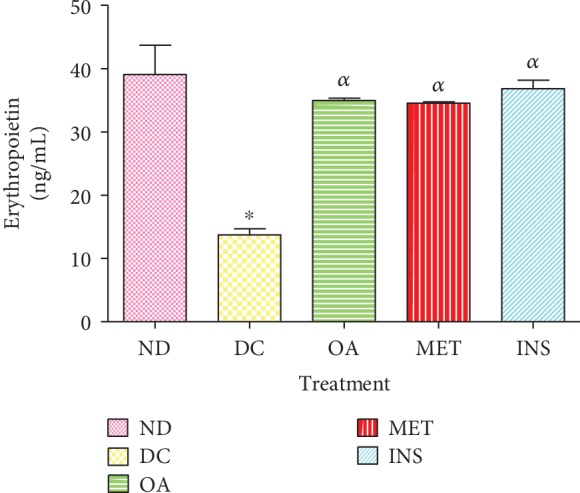 Erythropoietin
(ng/mL)
50
40
30
20
10
0
*
α
α
α
ND DC OA MET INS
Treatment
ND
DC
OA
MET
INS